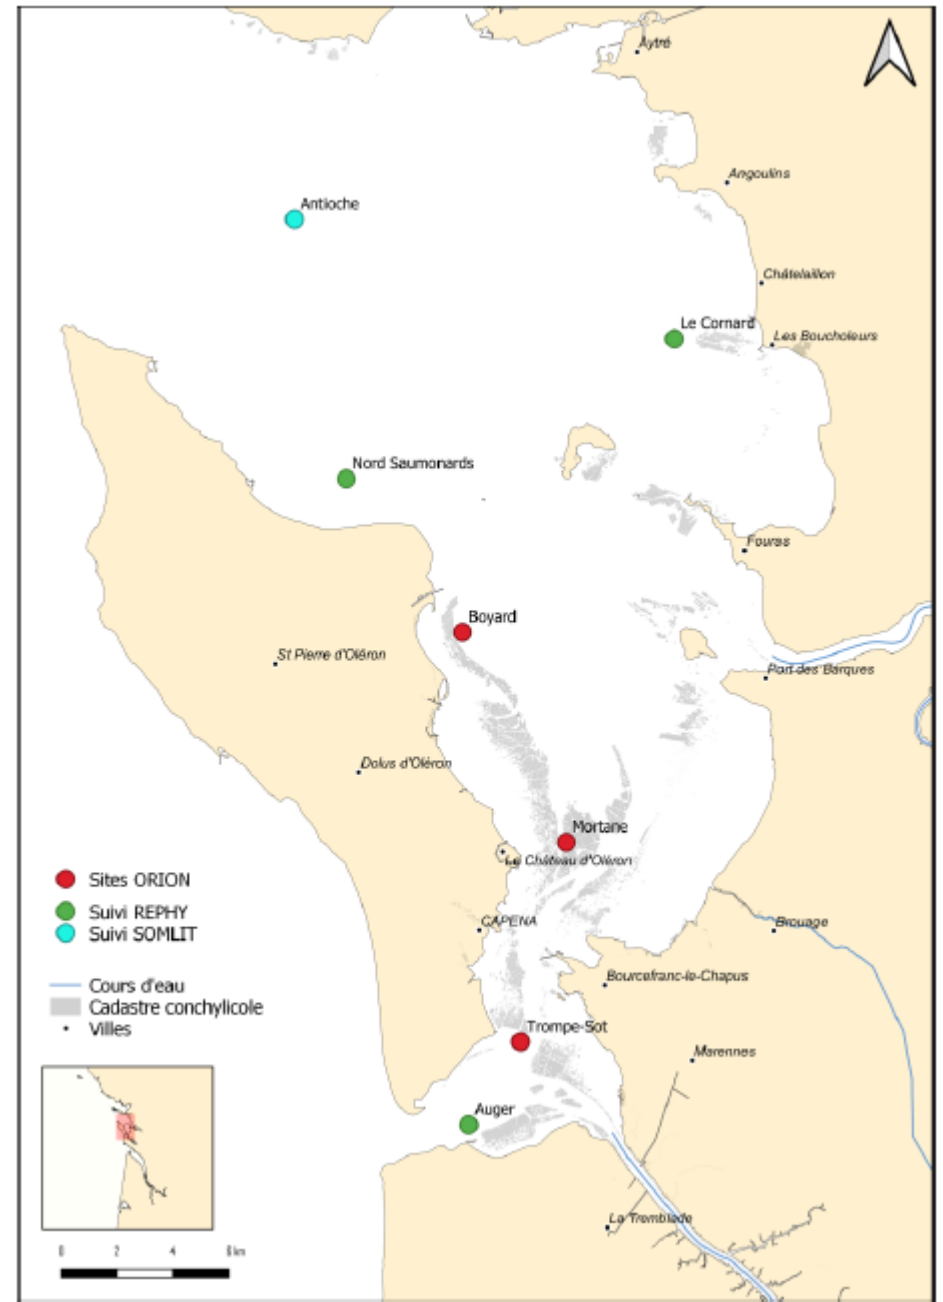 Aytré
Angoulins
Antioche
Châtelaillon
Le Cornard
Les Boucholeurs
Nord Saumonards
Fouras
Boyard
St Pierre d'Oléron
Port des Barques
Dolus d'Oléron
Mortane
Le Château d'Oléron
Sites ORION
Suivi REPHY
Suivi SOMLIT
CAPENA
Brouage
Bourcefranc-le-Chapus
Cours d'eau
Cadastre conchylicole
Villes
Trompe-Sot
Marennes
Auger
La Tremblade
0 2 4 6 km